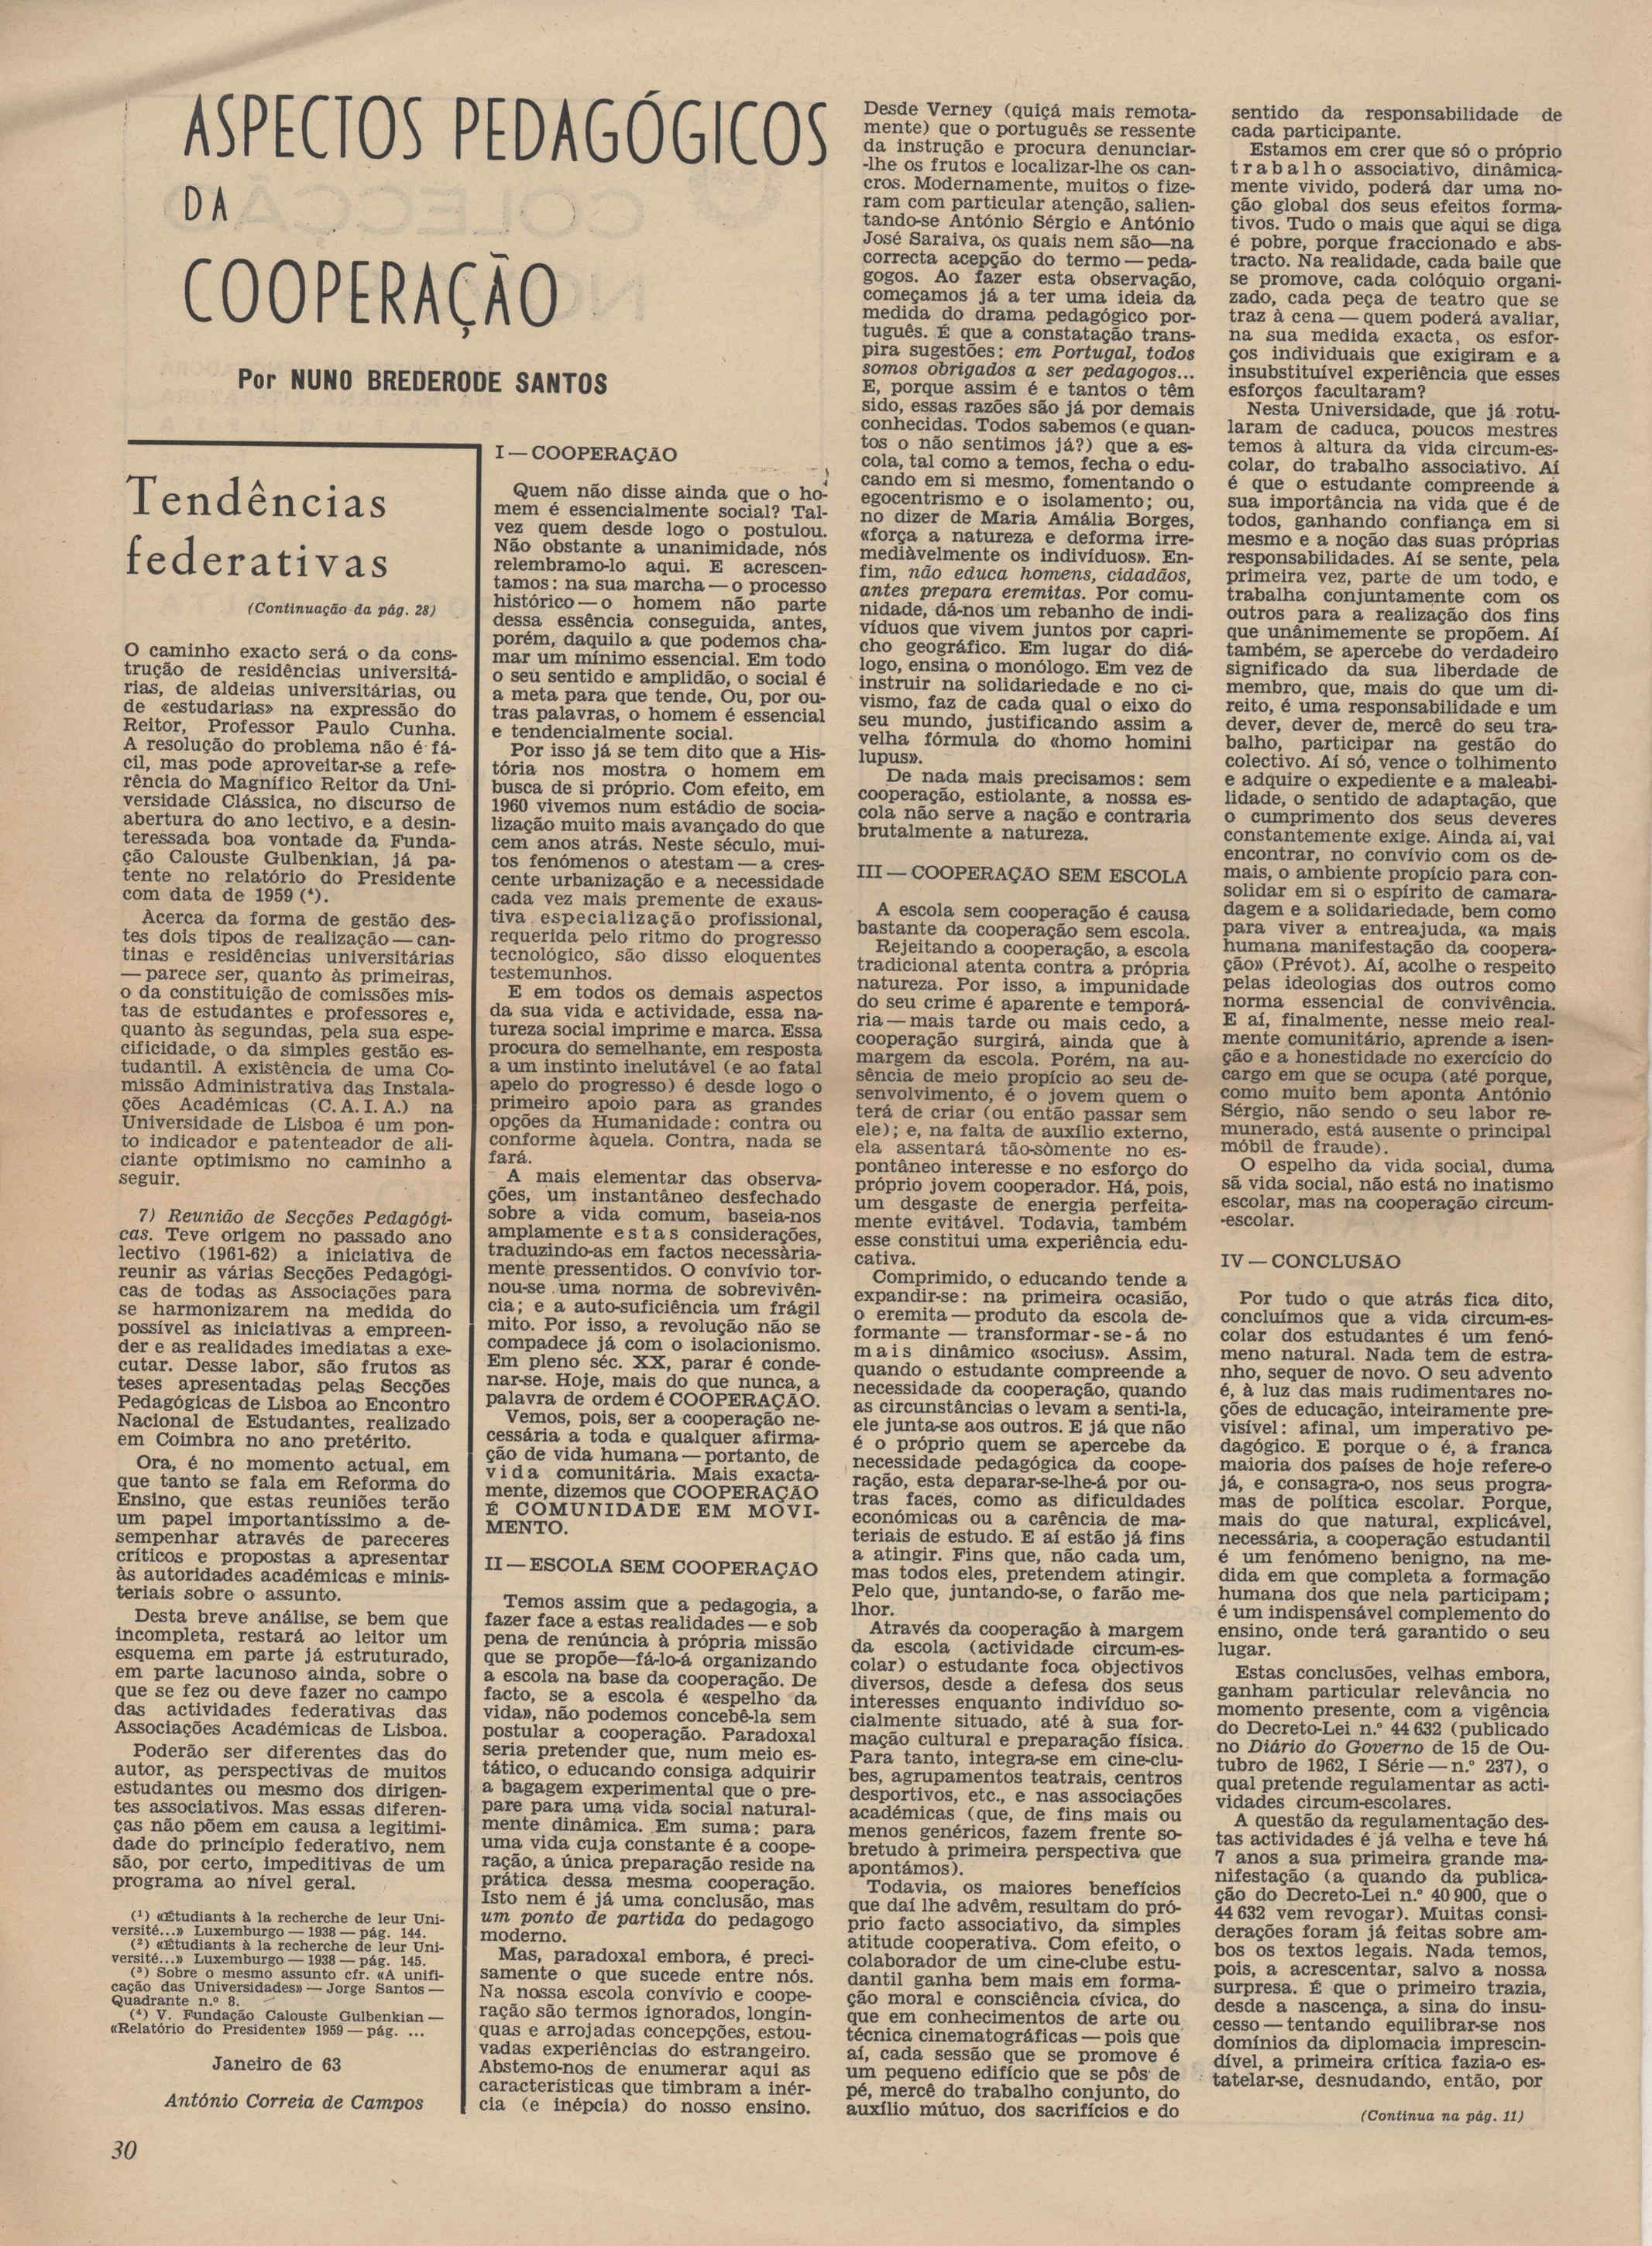 ASPECTOS PEDAGÓGICOS
DA
COOPERAÇÃO
Por NUNO BREDERODE SANTOS
Tendências
federativas
(Continuação da pág. 28)
O caminho exacto será o da cons-
trução de residências universitá-
rias, de aldeias universitárias, ou
de «estudarias» na expressão do
Reitor, Professor Paulo Cunha.
A resolução do problema não é fá-
cil, mas pode aproveitar-se a refe-
rência do Magnífico Reitor da Uni-
versidade Clássica, no discurso de
abertura do ano lectivo, e a desin-
teressada boa vontade da Funda-
ção Calouste Gulbenkian, já pa-
tente no relatório do Presidente
com data de 1959 (⁴).
Acerca da forma de gestão des-
tes dois tipos de realização — can-
tinas e residências universitárias
— parece ser, quanto às primeiras,
o da constituição de comissões mis-
tas de estudantes e professores e,
quanto às segundas, pela sua espe-
cificidade, o da simples gestão es-
tudantil. A existência de uma Co-
missão Administrativa das Instala-
ções Académicas (C. A. I. A.) na
Universidade de Lisboa é um pon-
to indicador e patenteador de ali-
ciante optimismo no caminho a
seguir.
7) Reunião de Secções Pedagógi-
cas. Teve origem no passado ano
lectivo (1961-62) a iniciativa de
reunir as várias Secções Pedagógi-
cas de todas as Associações para
se harmonizarem na medida do
possível as iniciativas a empreen-
der e as realidades imediatas a exe-
cutar. Desse labor, são frutos as
teses apresentadas pelas Secções
Pedagógicas de Lisboa ao Encontro
Nacional de Estudantes, realizado
em Coimbra no ano pretérito.
Ora, é no momento actual, em
que tanto se fala em Reforma do
Ensino, que estas reuniões terão
um papel importantíssimo a de-
sempenhar através de pareceres
críticos e propostas a apresentar
às autoridades académicas e minis-
teriais sobre o assunto.
Desta breve análise, se bem que
incompleta, restará ao leitor um
esquema em parte já estruturado,
em parte lacunoso ainda, sobre o
que se fez ou deve fazer no campo
das actividades federativas das
Associações Académicas de Lisboa.
Poderão ser diferentes das do
autor, as perspectivas de muitos
estudantes ou mesmo dos dirigen-
tes associativos. Mas essas diferen-
ças não põem em causa a legitimi-
dade do princípio federativo, nem
são, por certo, impeditivas de um
programa ao nível geral.
(¹) «Étudiants à la recherche de leur Uni-
versité...» Luxemburgo — 1938 — pág. 144.
(²) «Étudiants à la recherche de leur Uni-
versité...» Luxemburgo — 1938 — pág. 145.
(³) Sobre o mesmo assunto cfr. «A unifi-
cação das Universidades» — Jorge Santos —
Quadrante n.º 8.
(⁴) V. Fundação Calouste Gulbenkian —
«Relatório do Presidente» 1959 — pág. ...
Janeiro de 63
António Correia de Campos
I — COOPERAÇÃO
Quem não disse ainda que o ho-
mem é essencialmente social? Tal-
vez quem desde logo o postulou.
Não obstante a unanimidade, nós
relembramo-lo aqui. E acrescen-
tamos: na sua marcha — o processo
histórico — o homem não parte
dessa essência conseguida, antes,
porém, daquilo a que podemos cha-
mar um mínimo essencial. Em todo
o seu sentido e amplidão, o social é
a meta para que tende. Ou, por ou-
tras palavras, o homem é essencial
e tendencialmente social.
Por isso já se tem dito que a His-
tória nos mostra o homem em
busca de si próprio. Com efeito, em
1960 vivemos num estádio de socia-
lização muito mais avançado do que
cem anos atrás. Neste século, mui-
tos fenómenos o atestam — a cres-
cente urbanização e a necessidade
cada vez mais premente de exaus-
tiva especialização profissional,
requerida pelo ritmo do progresso
tecnológico, são disso eloquentes
testemunhos.
E em todos os demais aspectos
da sua vida e actividade, essa na-
tureza social imprime e marca. Essa
procura do semelhante, em resposta
a um instinto inelutável (e ao fatal
apelo do progresso) é desde logo o
primeiro apoio para as grandes
opções da Humanidade: contra ou
conforme àquela. Contra, nada se
fará.
A mais elementar das observa-
ções, um instantâneo desfechado
sobre a vida comum, baseia-nos
amplamente estas considerações,
traduzindo-as em factos necessària-
mente pressentidos. O convívio tor-
nou-se uma norma de sobrevivên-
cia; e a auto-suficiência um frágil
mito. Por isso, a revolução não se
compadece já com o isolacionismo.
Em pleno séc. XX, parar é conde-
nar-se. Hoje, mais do que nunca, a
palavra de ordem é COOPERAÇÃO.
Vemos, pois, ser a cooperação ne-
cessária a toda e qualquer afirma-
ção de vida humana — portanto, de
vida comunitária. Mais exacta-
mente, dizemos que COOPERAÇÃO
É COMUNIDADE EM MOVI-
MENTO.
II — ESCOLA SEM COOPERAÇÃO
Temos assim que a pedagogia, a
fazer face a estas realidades — e sob
pena de renúncia à própria missão
que se propõe—fá-lo-á organizando
a escola na base da cooperação. De
facto, se a escola é «espelho da
vida», não podemos concebê-la sem
postular a cooperação. Paradoxal
seria pretender que, num meio es-
tático, o educando consiga adquirir
a bagagem experimental que o pre-
pare para uma vida social natural-
mente dinâmica. Em suma: para
uma vida cuja constante é a coope-
ração, a única preparação reside na
prática dessa mesma cooperação.
Isto nem é já uma conclusão, mas
um ponto de partida do pedagogo
moderno.
Mas, paradoxal embora, é preci-
samente o que sucede entre nós.
Na nossa escola convívio e coope-
ração são termos ignorados, longín-
quas e arrojadas concepções, estou-
vadas experiências do estrangeiro.
Abstemo-nos de enumerar aqui as
características que timbram a inér-
cia (e inépcia) do nosso ensino.
Desde Verney (quiçá mais remota-
mente) que o português se ressente
da instrução e procura denunciar-
-lhe os frutos e localizar-lhe os can-
cros. Modernamente, muitos o fize-
ram com particular atenção, salien-
tando-se António Sérgio e António
José Saraiva, os quais nem são—na
correcta acepção do termo — peda-
gogos. Ao fazer esta observação,
começamos já a ter uma ideia da
medida do drama pedagógico por-
tuguês. É que a constatação trans-
pira sugestões: em Portugal, todos
somos obrigados a ser pedagogos...
E, porque assim é e tantos o têm
sido, essas razões são já por demais
conhecidas. Todos sabemos (e quan-
tos o não sentimos já?) que a es-
cola, tal como a temos, fecha o edu-
cando em si mesmo, fomentando o
egocentrismo e o isolamento; ou,
no dizer de Maria Amália Borges,
«força a natureza e deforma irre-
mediàvelmente os indivíduos». En-
fim, não educa homens, cidadãos,
antes prepara eremitas. Por comu-
nidade, dá-nos um rebanho de indi-
víduos que vivem juntos por capri-
cho geográfico. Em lugar do diá-
logo, ensina o monólogo. Em vez de
instruir na solidariedade e no ci-
vismo, faz de cada qual o eixo do
seu mundo, justificando assim a
velha fórmula do «homo homini
lupus».
De nada mais precisamos: sem
cooperação, estiolante, a nossa es-
cola não serve a nação e contraria
brutalmente a natureza.
III — COOPERAÇÃO SEM ESCOLA
A escola sem cooperação é causa
bastante da cooperação sem escola.
Rejeitando a cooperação, a escola
tradicional atenta contra a própria
natureza. Por isso, a impunidade
do seu crime é aparente e temporá-
ria — mais tarde ou mais cedo, a
cooperação surgirá, ainda que à
margem da escola. Porém, na au-
sência de meio propício ao seu de-
senvolvimento, é o jovem quem o
terá de criar (ou então passar sem
ele); e, na falta de auxílio externo,
ela assentará tão-sòmente no es-
pontâneo interesse e no esforço do
próprio jovem cooperador. Há, pois,
um desgaste de energia perfeita-
mente evitável. Todavia, também
esse constitui uma experiência edu-
cativa.
Comprimido, o educando tende a
expandir-se: na primeira ocasião,
o eremita — produto da escola de-
formante — transformar-se-á no
mais dinâmico «socius». Assim,
quando o estudante compreende a
necessidade da cooperação, quando
as circunstâncias o levam a senti-la,
ele junta-se aos outros. E já que não
é o próprio quem se apercebe da
necessidade pedagógica da coope-
ração, esta deparar-se-lhe-á por ou-
tras faces, como as dificuldades
económicas ou a carência de ma-
teriais de estudo. E aí estão já fins
a atingir. Fins que, não cada um,
mas todos eles, pretendem atingir.
Pelo que, juntando-se, o farão me-
lhor.
Através da cooperação à margem
da escola (actividade circum-es-
colar) o estudante foca objectivos
diversos, desde a defesa dos seus
interesses enquanto indivíduo so-
cialmente situado, até à sua for-
mação cultural e preparação física.
Para tanto, integra-se em cine-clu-
bes, agrupamentos teatrais, centros
desportivos, etc., e nas associações
académicas (que, de fins mais ou
menos genéricos, fazem frente so-
bretudo à primeira perspectiva que
apontámos).
Todavia, os maiores benefícios
que daí lhe advêm, resultam do pró-
prio facto associativo, da simples
atitude cooperativa. Com efeito, o
colaborador de um cine-clube estu-
dantil ganha bem mais em forma-
ção moral e consciência cívica, do
que em conhecimentos de arte ou
técnica cinematográficas — pois que
aí, cada sessão que se promove é
um pequeno edifício que se pôs de
pé, mercê do trabalho conjunto, do
auxílio mútuo, dos sacrifícios e do
sentido da responsabilidade de
cada participante.
Estamos em crer que só o próprio
trabalho associativo, dinâmica-
mente vivido, poderá dar uma no-
ção global dos seus efeitos forma-
tivos. Tudo o mais que aqui se diga
é pobre, porque fraccionado e abs-
tracto. Na realidade, cada baile que
se promove, cada colóquio organi-
zado, cada peça de teatro que se
traz à cena — quem poderá avaliar,
na sua medida exacta, os esfor-
ços individuais que exigiram e a
insubstituível experiência que esses
esforços facultaram?
Nesta Universidade, que já rotu-
laram de caduca, poucos mestres
temos à altura da vida circum-es-
colar, do trabalho associativo. Aí
é que o estudante compreende a
sua importância na vida que é de
todos, ganhando confiança em si
mesmo e a noção das suas próprias
responsabilidades. Aí se sente, pela
primeira vez, parte de um todo, e
trabalha conjuntamente com os
outros para a realização dos fins
que unânimemente se propõem. Aí
também, se apercebe do verdadeiro
significado da sua liberdade de
membro, que, mais do que um di-
reito, é uma responsabilidade e um
dever, dever de, mercê do seu tra-
balho, participar na gestão do
colectivo. Aí só, vence o tolhimento
e adquire o expediente e a maleabi-
lidade, o sentido de adaptação, que
o cumprimento dos seus deveres
constantemente exige. Ainda aí, vai
encontrar, no convívio com os de-
mais, o ambiente propício para con-
solidar em si o espírito de camara-
dagem e a solidariedade, bem como
para viver a entreajuda, «a mais
humana manifestação da coopera-
ção» (Prévot). Aí, acolhe o respeito
pelas ideologias dos outros como
norma essencial de convivência.
E aí, finalmente, nesse meio real-
mente comunitário, aprende a isen-
ção e a honestidade no exercício do
cargo em que se ocupa (até porque,
como muito bem aponta António
Sérgio, não sendo o seu labor re-
munerado, está ausente o principal
móbil de fraude).
O espelho da vida social, duma
sã vida social, não está no inatismo
escolar, mas na cooperação circum-
-escolar.
IV — CONCLUSÃO
Por tudo o que atrás fica dito,
concluímos que a vida circum-es-
colar dos estudantes é um fenó-
meno natural. Nada tem de estra-
nho, sequer de novo. O seu advento
é, à luz das mais rudimentares no-
ções de educação, inteiramente pre-
visível: afinal, um imperativo pe-
dagógico. E porque o é, a franca
maioria dos países de hoje refere-o
já, e consagra-o, nos seus progra-
mas de política escolar. Porque,
mais do que natural, explicável,
necessária, a cooperação estudantil
é um fenómeno benigno, na me-
dida em que completa a formação
humana dos que nela participam;
é um indispensável complemento do
ensino, onde terá garantido o seu
lugar.
Estas conclusões, velhas embora,
ganham particular relevância no
momento presente, com a vigência
do Decreto-Lei n.º 44 632 (publicado
no Diário do Governo de 15 de Ou-
tubro de 1962, I Série — n.º 237), o
qual pretende regulamentar as acti-
vidades circum-escolares.
A questão da regulamentação des-
tas actividades é já velha e teve há
7 anos a sua primeira grande ma-
nifestação (a quando da publica-
ção do Decreto-Lei n.º 40 900, que o
44 632 vem revogar). Muitas consi-
derações foram já feitas sobre am-
bos os textos legais. Nada temos,
pois, a acrescentar, salvo a nossa
surpresa. É que o primeiro trazia,
desde a nascença, a sina do insu-
cesso — tentando equilibrar-se nos
domínios da diplomacia imprescin-
dível, a primeira crítica fazia-o es-
tatelar-se, desnudando, então, por
(Continua na pág. 11)
30